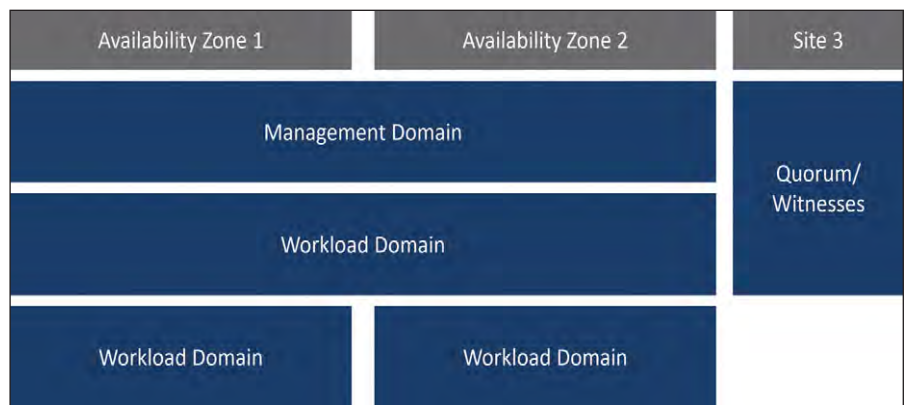 Availability Zone 1
Availability Zone 2
Site 3
Management Domain
Quorum/
Witnesses
Workload Domain
Workload Domain
Workload Domain